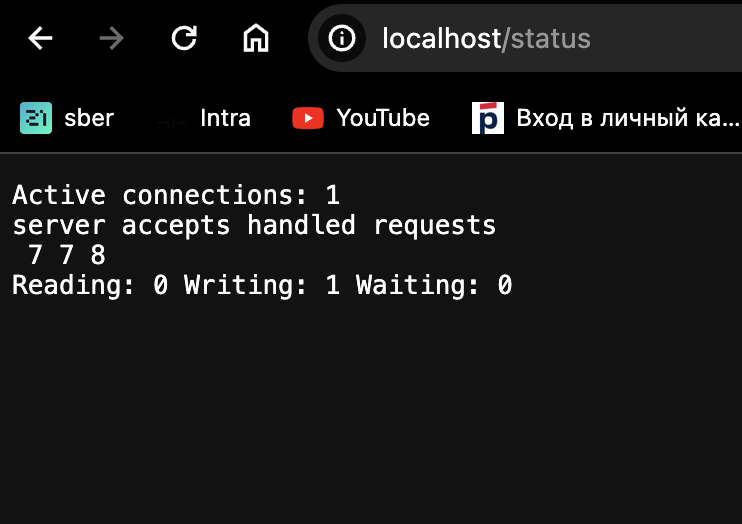 localhost/status
21 sber Intra YouTube p Вход в личный ка...
Active connections: 1
server accepts handled requests
7 7 8
Reading: 0 Writing: 1 Waiting: 0